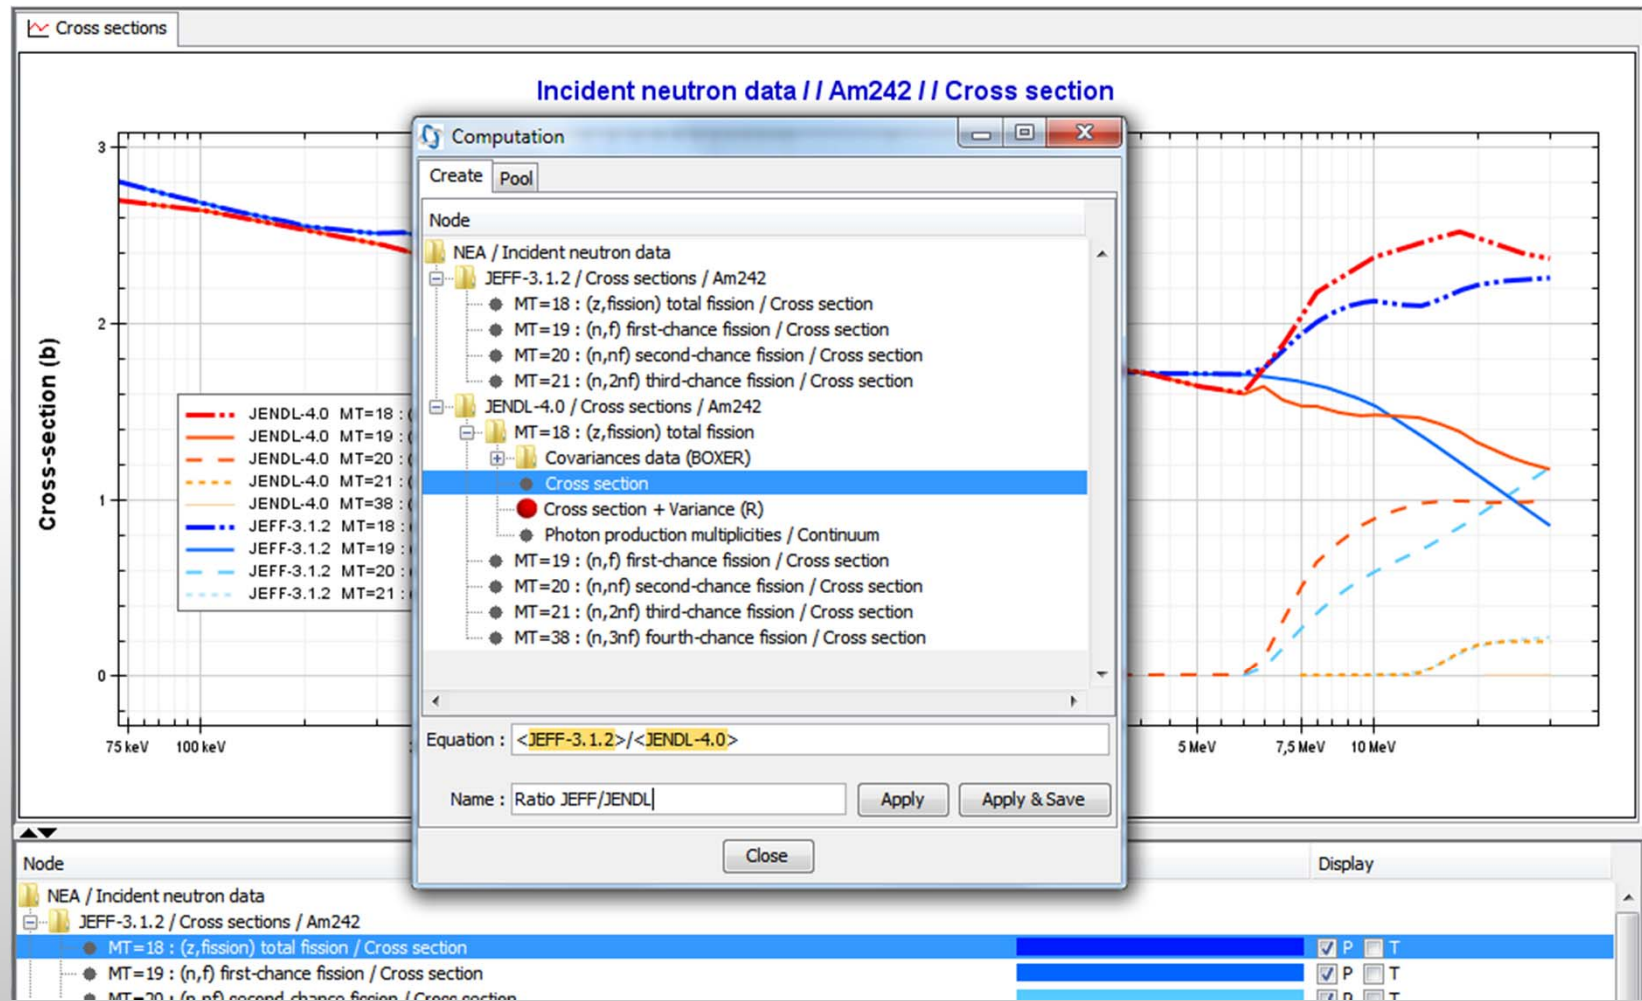 Cross sections
Incident neutron data // Am242 // Cross section
Cross-section (b)
3
2
1
0
75 keV
100 keV
5 MeV
7,5 MeV
10 MeV
JENDL-4.0 MT=18 : (
JENDL-4.0 MT=19 : (
JENDL-4.0 MT=20 : (
JENDL-4.0 MT=21 : (
JENDL-4.0 MT=38 : (
JEFF-3.1.2 MT=18 : (
JEFF-3.1.2 MT=19 : (
JEFF-3.1.2 MT=20 : (
JEFF-3.1.2 MT=21 : (
Computation
Create Pool
Node
NEA / Incident neutron data
JEFF-3.1.2 / Cross sections / Am242
MT=18 : (z,fission) total fission / Cross section
MT=19 : (n,f) first-chance fission / Cross section
MT=20 : (n,nf) second-chance fission / Cross section
MT=21 : (n,2nf) third-chance fission / Cross section
JENDL-4.0 / Cross sections / Am242
MT=18 : (z,fission) total fission
Covariances data (BOXER)
Cross section
Cross section + Variance (R)
Photon production multiplicities / Continuum
MT=19 : (n,f) first-chance fission / Cross section
MT=20 : (n,nf) second-chance fission / Cross section
MT=21 : (n,2nf) third-chance fission / Cross section
MT=38 : (n,3nf) fourth-chance fission / Cross section
Equation : <JEFF-3.1.2>/<JENDL-4.0>
Name : Ratio JEFF/JENDL Apply Apply & Save
Close
Node Display
NEA / Incident neutron data
JEFF-3.1.2 / Cross sections / Am242
MT=18 : (z,fission) total fission / Cross section P T
MT=19 : (n,f) first-chance fission / Cross section P T
MT=20 : (n,nf) second-chance fission / Cross section P T